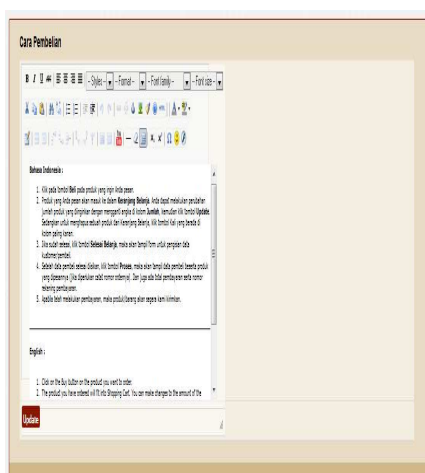 Cara Pembelian
B I U ABC - Styles - - Format - - Font family - - Font size -
Bahasa Indonesia :
1. Klik pada tombol Beli pada produk yang ingin Anda pesan.
2. Produk yang Anda pesan akan masuk ke dalam Keranjang Belanja. Anda dapat melakukan perubahan
jumlah produk yang diinginkan dengan mengganti angka di kolom Jumlah, kemudian klik tombol Update.
Sedangkan untuk menghapus sebuah produk dari Keranjang Belanja, klik tombol Kali yang berada di
kolom paling kanan.
3. Jika sudah selesai, klik tombol Selesai Belanja, maka akan tampil form untuk pengisian data
kustomer/pembeli.
4. Setelah data pembeli selesai diisikan, klik tombol Proses, maka akan tampil data pembeli beserta produk
yang dipesannya (jika diperlukan catat nomor ordernya). Dan juga ada total pembayaran serta nomor
rekening pembayaran.
5. Apabila telah melakukan pembayaran, maka produk/barang akan segera kami kirimkan.
English :
1. Click on the Buy button on the product you want to order.
2. The product you have ordered will fit into Shopping Cart. You can make changes to the amount of the
Update